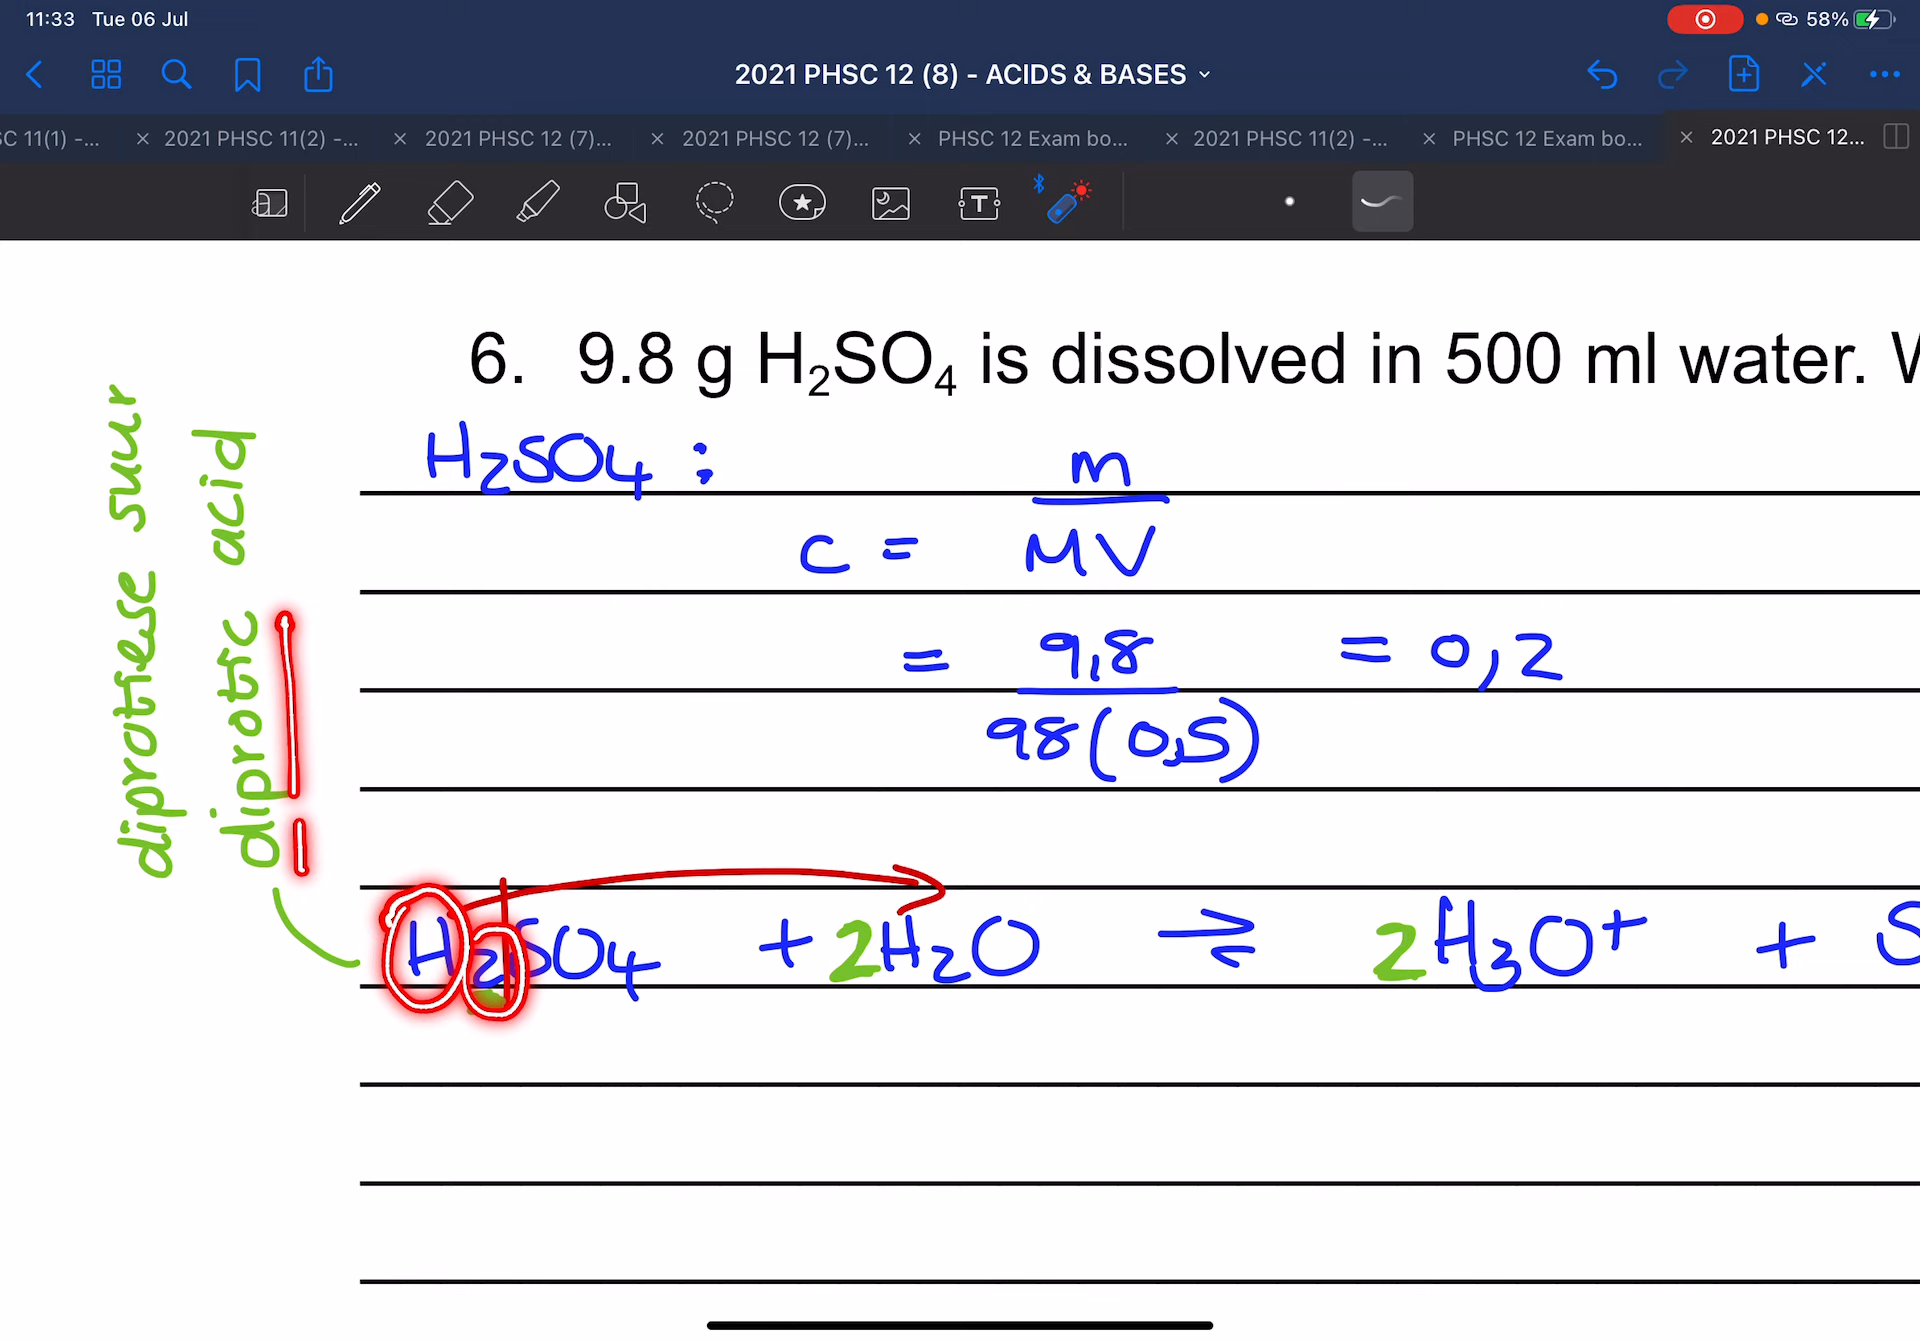 11:33 Tue 06 Jul
58%
2021 PHSC 12 (8) - ACIDS & BASES
C 11(1) -...
2021 PHSC 11(2) -...
2021 PHSC 12 (7)...
2021 PHSC 12 (7)...
PHSC 12 Exam bo...
2021 PHSC 11(2) -...
PHSC 12 Exam bo...
2021 PHSC 12...
T
6. 9.8 g H₂SO₄ is dissolved in 500 ml water. W
H₂SO₄ :
c = m / MV
= 9,8 / 98(0,5) = 0,2
diprotiese suur
diprotic acid
H₂SO₄ + 2H₂O ⇌ 2H₃O⁺ + S